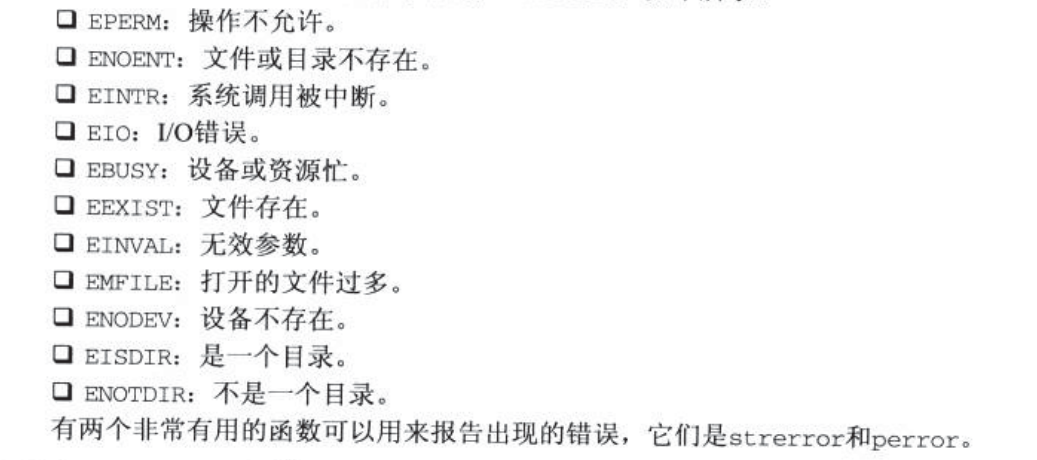 ❑ EPERM：操作不允许。
❑ ENOENT：文件或目录不存在。
❑ EINTR：系统调用被中断。
❑ EIO：I/O错误。
❑ EBUSY：设备或资源忙。
❑ EEXIST：文件存在。
❑ EINVAL：无效参数。
❑ EMFILE：打开的文件过多。
❑ ENODEV：设备不存在。
❑ EISDIR：是一个目录。
❑ ENOTDIR：不是一个目录。
有两个非常有用的函数可以用来报告出现的错误，它们是strerror和perror。